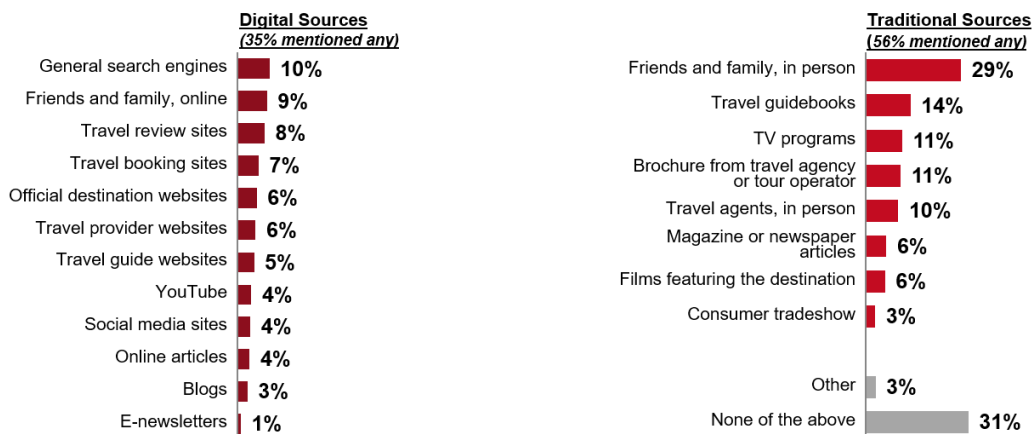 Digital Sources
(35% mentioned any)
General search engines 10%
Friends and family, online 9%
Travel review sites 8%
Travel booking sites 7%
Official destination websites 6%
Travel provider websites 6%
Travel guide websites 5%
YouTube 4%
Social media sites 4%
Online articles 4%
Blogs 3%
E-newsletters 1%
Traditional Sources
(56% mentioned any)
Friends and family, in person 29%
Travel guidebooks 14%
TV programs 11%
Brochure from travel agency
or tour operator 11%
Travel agents, in person 10%
Magazine or newspaper
articles 6%
Films featuring the destination 6%
Consumer tradeshow 3%
Other 3%
None of the above 31%